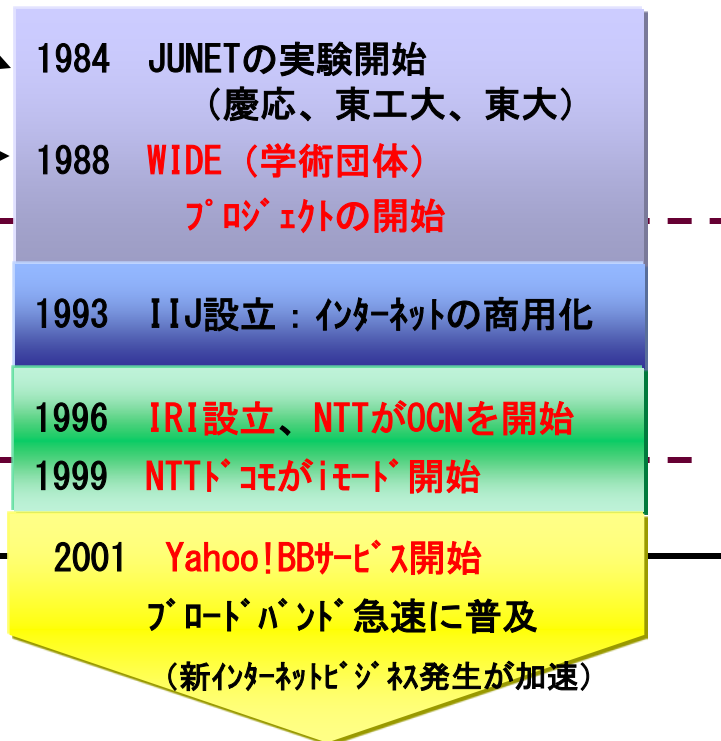 1984 JUNETの実験開始
（慶応、東工大、東大）
1988 WIDE（学術団体）
ﾌﾟﾛｼﾞｪｸﾄの開始
1993 IIJ設立：ｲﾝﾀｰﾈｯﾄの商用化
1996 IRI設立、NTTがOCNを開始
1999 NTTﾄﾞｺﾓがiﾓｰﾄﾞ開始
2001 Yahoo!BBｻｰﾋﾞｽ開始
ﾌﾞﾛｰﾄﾞﾊﾞﾝﾄﾞ急速に普及
（新ｲﾝﾀｰﾈｯﾄﾋﾞｼﾞﾈｽ発生が加速）